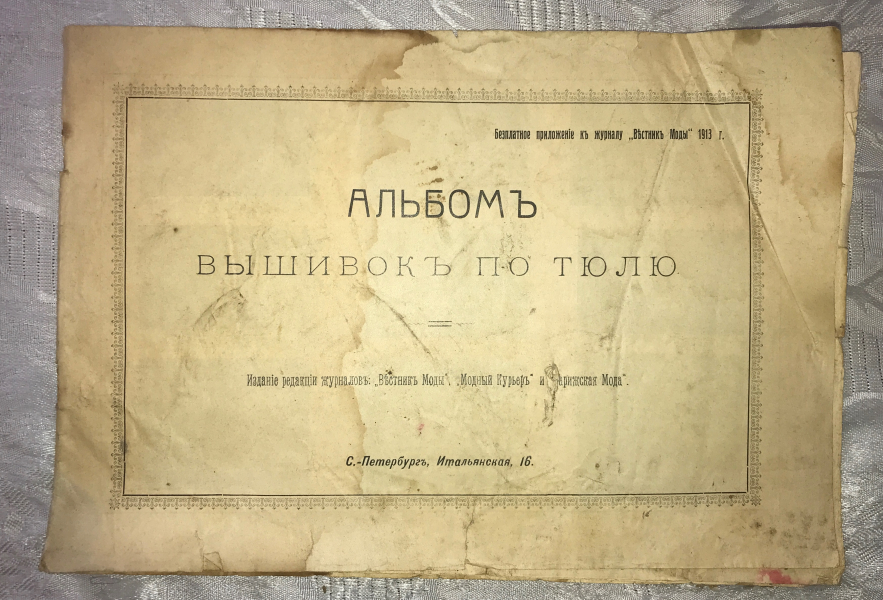 Безплатное приложеніе къ журналу „Вѣстникъ Моды" 1913 г.
АЛЬБОМЪ
ВЫШИВОКЪ ПО ТЮЛЮ
Изданіе редакціи журналовъ: „Вѣстникъ Моды", „Модный Курьеръ" и „Парижская Мода".
С.-Петербургъ, Итальянская, 16.